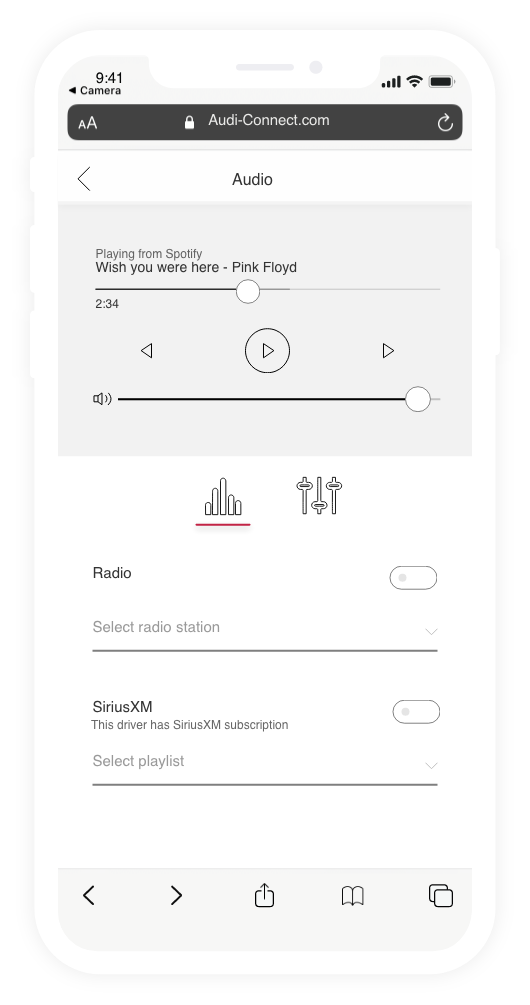 9:41
◀ Camera
AA
Audi-Connect.com
Audio
Playing from Spotify
Wish you were here - Pink Floyd
2:34
Radio
Select radio station
SiriusXM
This driver has SiriusXM subscription
Select playlist